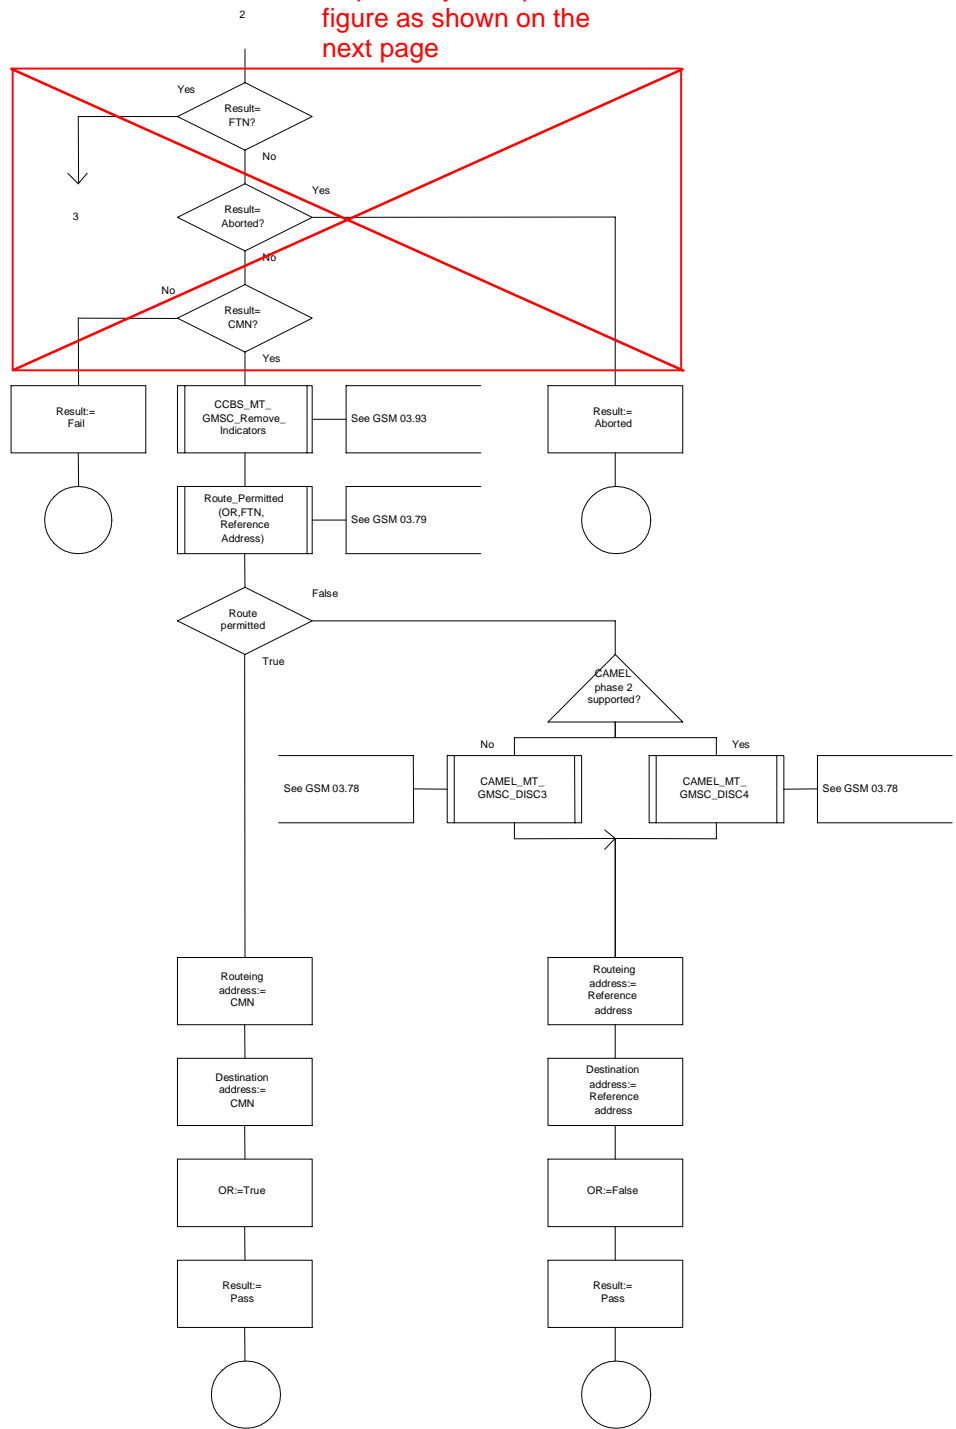 2
figure as shown on the
next page
Yes
Result=
FTN?
No
Yes
3
Result=
Aborted?
No
No
Result=
CMN?
Yes
Result:=
Fail
CCBS_MT_
GMSC_Remove_
Indicators
See GSM 03.93
Result:=
Aborted
Route_Permitted
(OR,FTN,
Reference
Address)
See GSM 03.79
False
Route
permitted
True
CAMEL
phase 2
supported?
No
Yes
See GSM 03.78
CAMEL_MT_
GMSC_DISC3
CAMEL_MT_
GMSC_DISC4
See GSM 03.78
Routeing
address:=
CMN
Routeing
address:=
Reference
address
Destination
address:=
CMN
Destination
address:=
Reference
address
OR:=True
OR:=False
Result:=
Pass
Result:=
Pass